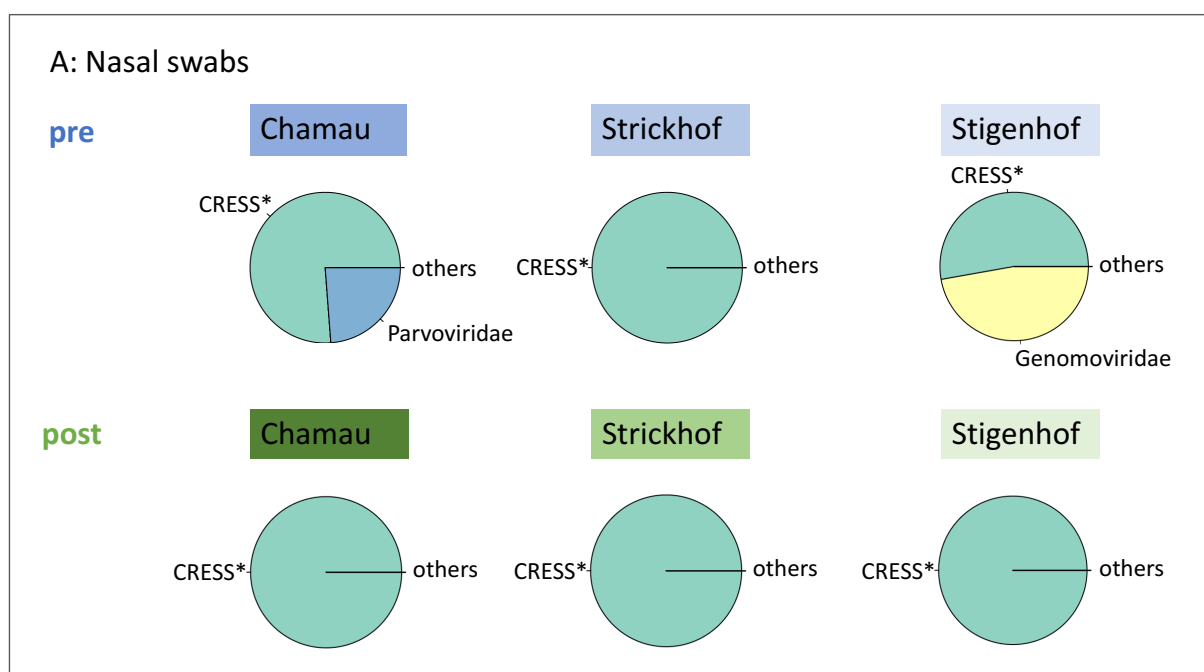 A: Nasal swabs
pre
Chamau
Strickhof
Stigenhof
CRESS*
others
Parvoviridae
CRESS*
others
CRESS*
others
Genomoviridae
post
Chamau
Strickhof
Stigenhof
CRESS*
others
CRESS*
others
CRESS*
others